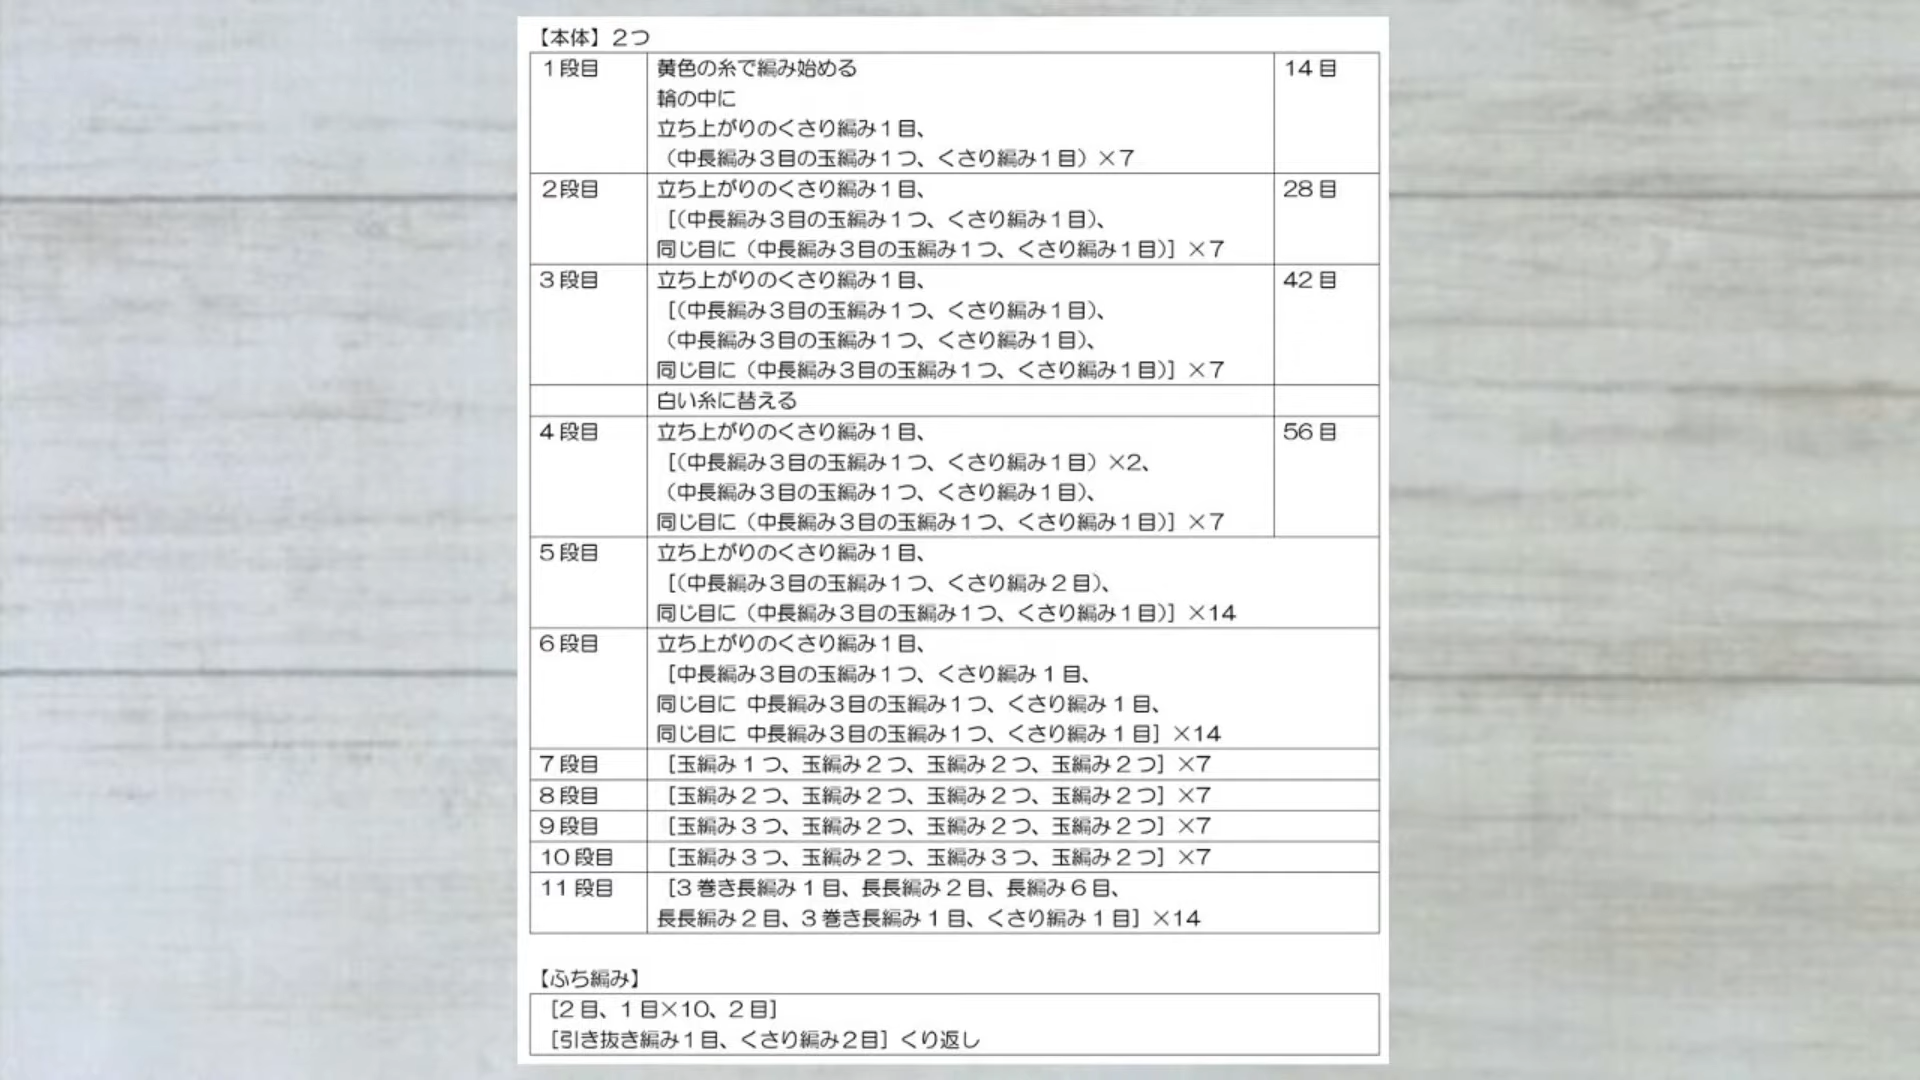 【本体】２つ
１段目 黄色の糸で編み始める 14 目
輪の中に
立ち上がりのくさり編み１目、
（中長編み３目の玉編み１つ、くさり編み１目）×７
２段目 立ち上がりのくさり編み１目、 28 目
［（中長編み３目の玉編み１つ、くさり編み１目）、
同じ目に（中長編み３目の玉編み１つ、くさり編み１目）］×７
３段目 立ち上がりのくさり編み１目、 42 目
［（中長編み３目の玉編み１つ、くさり編み１目）、
（中長編み３目の玉編み１つ、くさり編み１目）、
同じ目に（中長編み３目の玉編み１つ、くさり編み１目）］×７
白い糸に替える
４段目 立ち上がりのくさり編み１目、 56 目
［（中長編み３目の玉編み１つ、くさり編み１目）×2、
（中長編み３目の玉編み１つ、くさり編み１目）、
同じ目に（中長編み３目の玉編み１つ、くさり編み１目）］×７
５段目 立ち上がりのくさり編み１目、
［（中長編み３目の玉編み１つ、くさり編み２目）、
同じ目に（中長編み３目の玉編み１つ、くさり編み１目）］×14
６段目 立ち上がりのくさり編み１目、
［中長編み３目の玉編み１つ、くさり編み１目、
同じ目に 中長編み３目の玉編み１つ、くさり編み１目、
同じ目に 中長編み３目の玉編み１つ、くさり編み１目］×14
７段目 ［玉編み１つ、玉編み２つ、玉編み２つ、玉編み２つ］×7
８段目 ［玉編み２つ、玉編み２つ、玉編み２つ、玉編み２つ］×7
９段目 ［玉編み３つ、玉編み２つ、玉編み２つ、玉編み２つ］×7
10 段目 ［玉編み３つ、玉編み２つ、玉編み３つ、玉編み２つ］×7
11 段目 ［３巻き長編み１目、長長編み２目、長編み６目、
長長編み２目、３巻き長編み１目、くさり編み１目］×14
【ふち編み】
［２目、１目×10、２目］
［引き抜き編み１目、くさり編み２目］くり返し